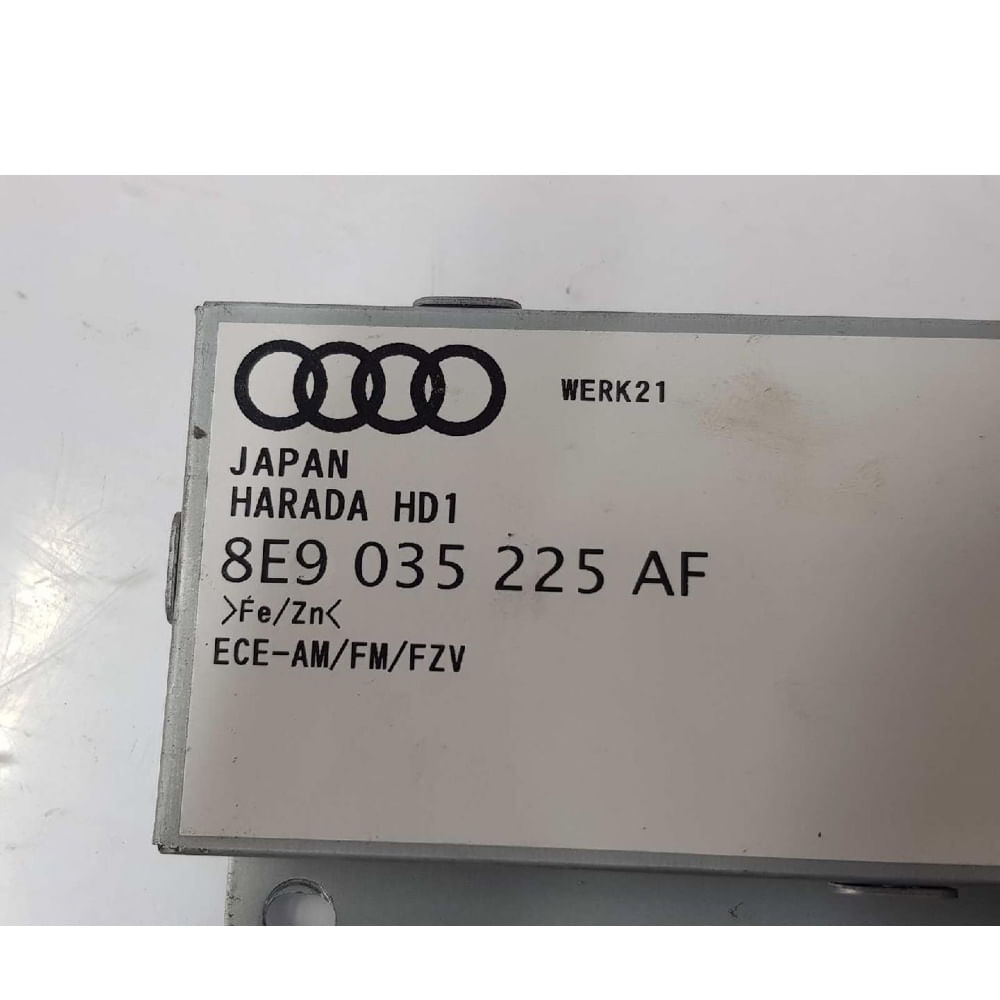 WERK21
JAPAN
HARADA HD1
8E9 035 225 AF
>Fe/Zn<
ECE-AM/FM/FZV